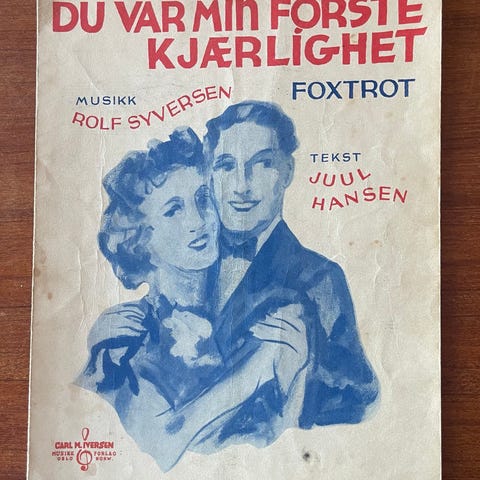 DU VAR MIN FØRSTE
KJÆRLIGHET
FOXTROT
MUSIKK
ROLF SYVERSEN
TEKST
JUUL
HANSEN
CARL M. IVERSEN
MUSIKK FORLAG
OSLO NORW.